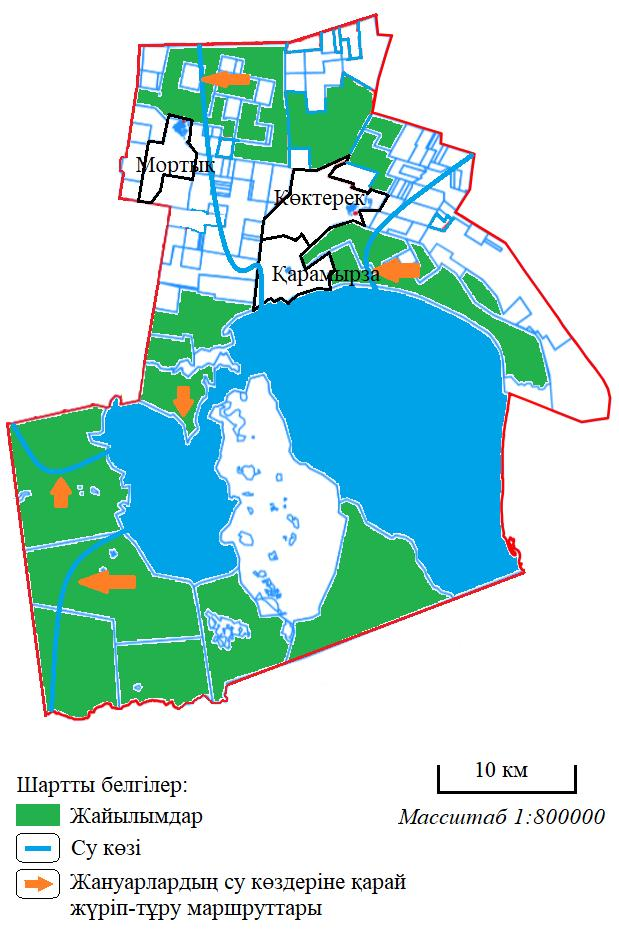 Мортық
Көктерек
Қарамырза
10 км
Шартты белгілер:
Масштаб 1:800000
Жайылымдар
Су көзі
Жануарлардың су көздеріне қарай
жүріп-тұру маршруттары